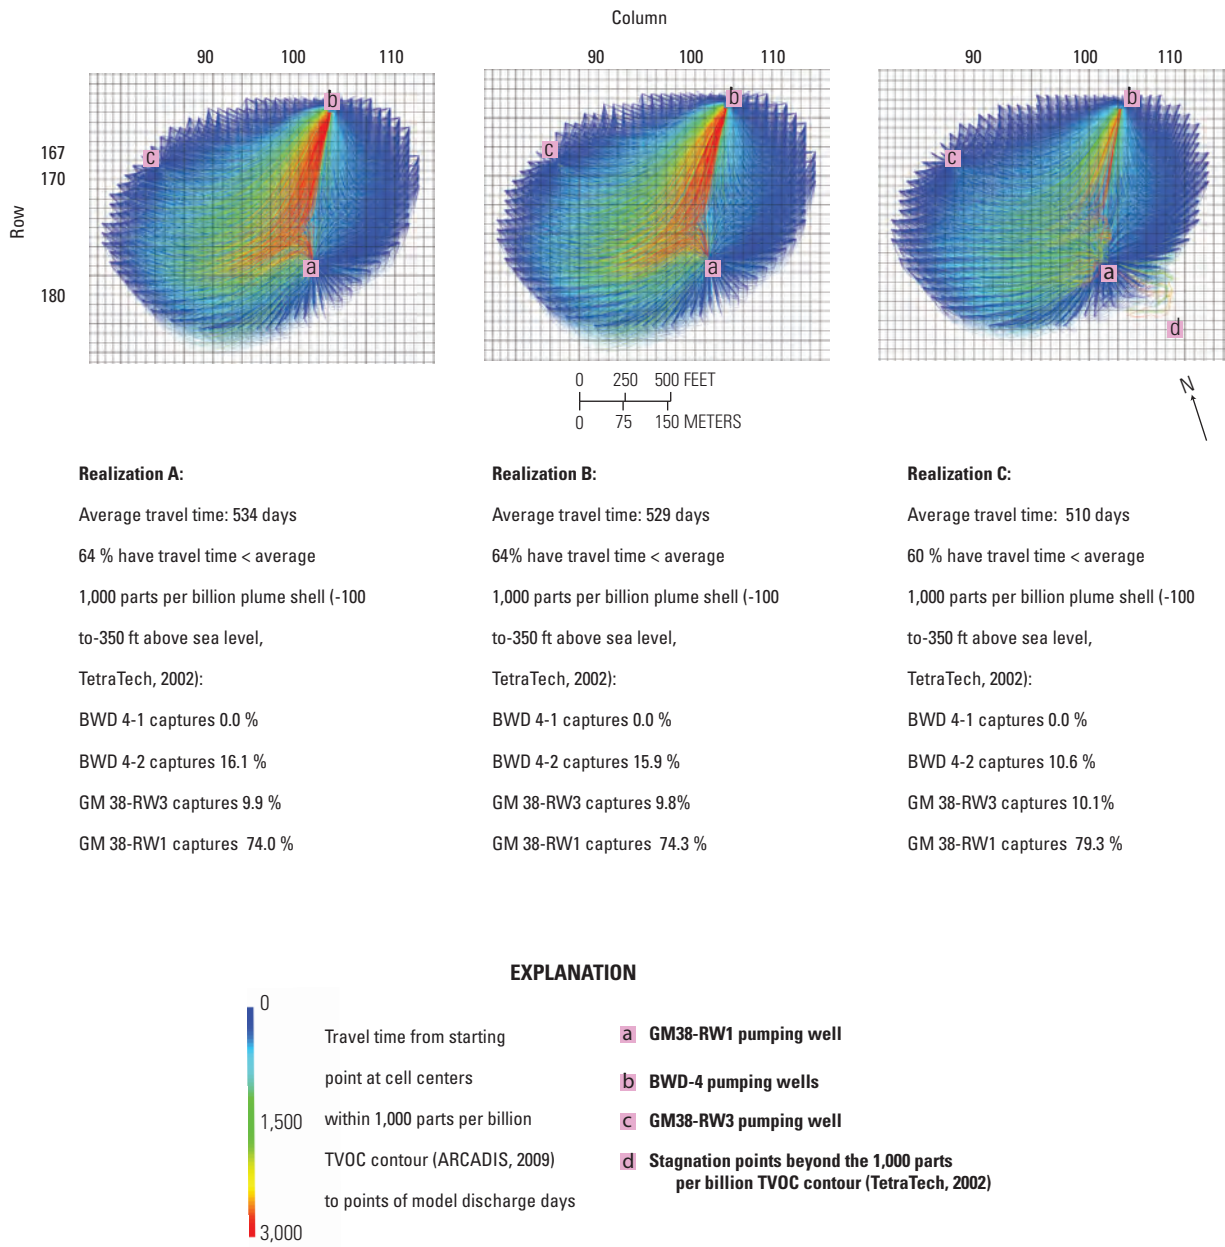 Column
90 100 110
90 100 110
90 100 110
Row
167
170
180
b
c
a
b
c
a
b
c
a
d
0 250 500 FEET
0 75 150 METERS
N
Realization A:
Average travel time: 534 days
64 % have travel time < average
1,000 parts per billion plume shell (-100
to-350 ft above sea level,
TetraTech, 2002):
BWD 4-1 captures 0.0 %
BWD 4-2 captures 16.1 %
GM 38-RW3 captures 9.9 %
GM 38-RW1 captures 74.0 %
Realization B:
Average travel time: 529 days
64% have travel time < average
1,000 parts per billion plume shell (-100
to-350 ft above sea level,
TetraTech, 2002):
BWD 4-1 captures 0.0 %
BWD 4-2 captures 15.9 %
GM 38-RW3 captures 9.8%
GM 38-RW1 captures 74.3 %
Realization C:
Average travel time: 510 days
60 % have travel time < average
1,000 parts per billion plume shell (-100
to-350 ft above sea level,
TetraTech, 2002):
BWD 4-1 captures 0.0 %
BWD 4-2 captures 10.6 %
GM 38-RW3 captures 10.1%
GM 38-RW1 captures 79.3 %
EXPLANATION
0
1,500
3,000
Travel time from starting
point at cell centers
within 1,000 parts per billion
TVOC contour (ARCADIS, 2009)
to points of model discharge days
a GM38-RW1 pumping well
b BWD-4 pumping wells
c GM38-RW3 pumping well
d Stagnation points beyond the 1,000 parts
per billion TVOC contour (TetraTech, 2002)